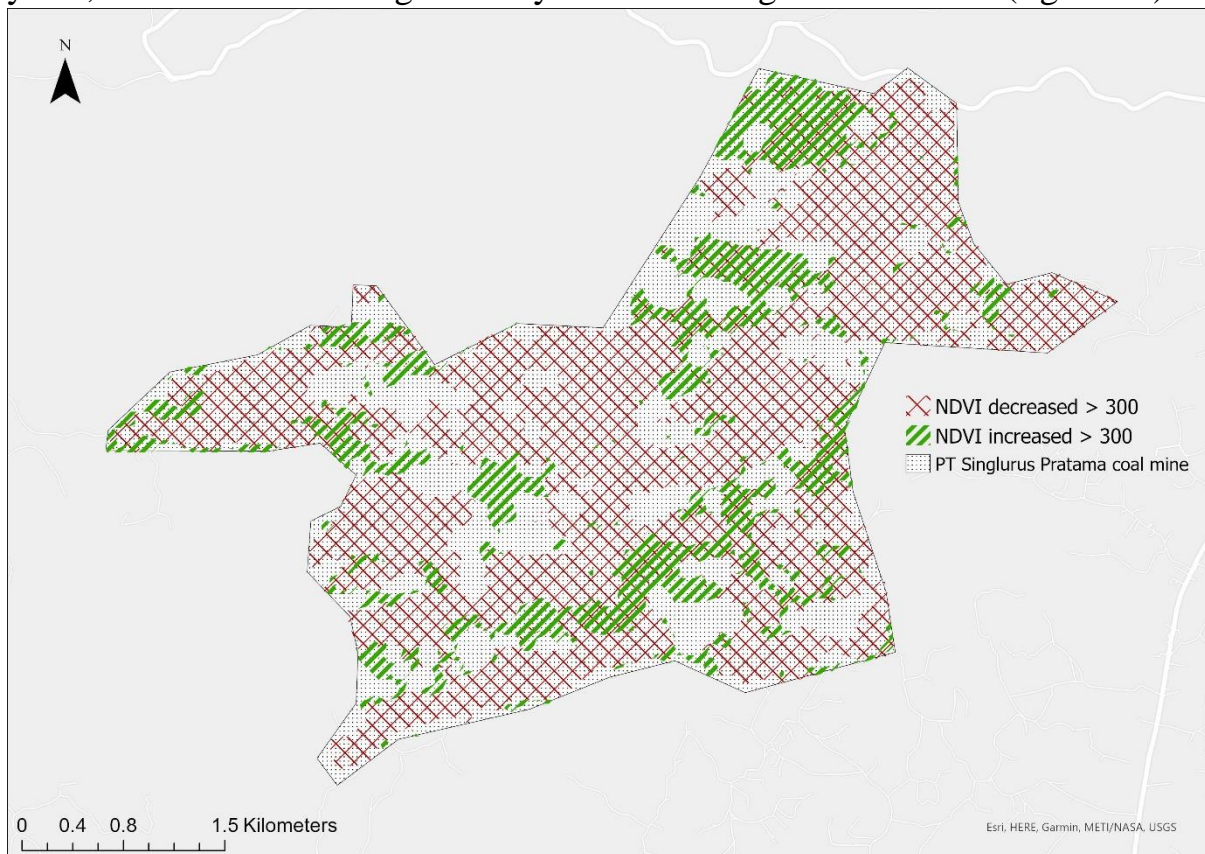 N
NDVI decreased > 300
NDVI increased > 300
PT Singlurus Pratama coal mine
0 0.4 0.8 1.5 Kilometers
Esri, HERE, Garmin, METI/NASA, USGS